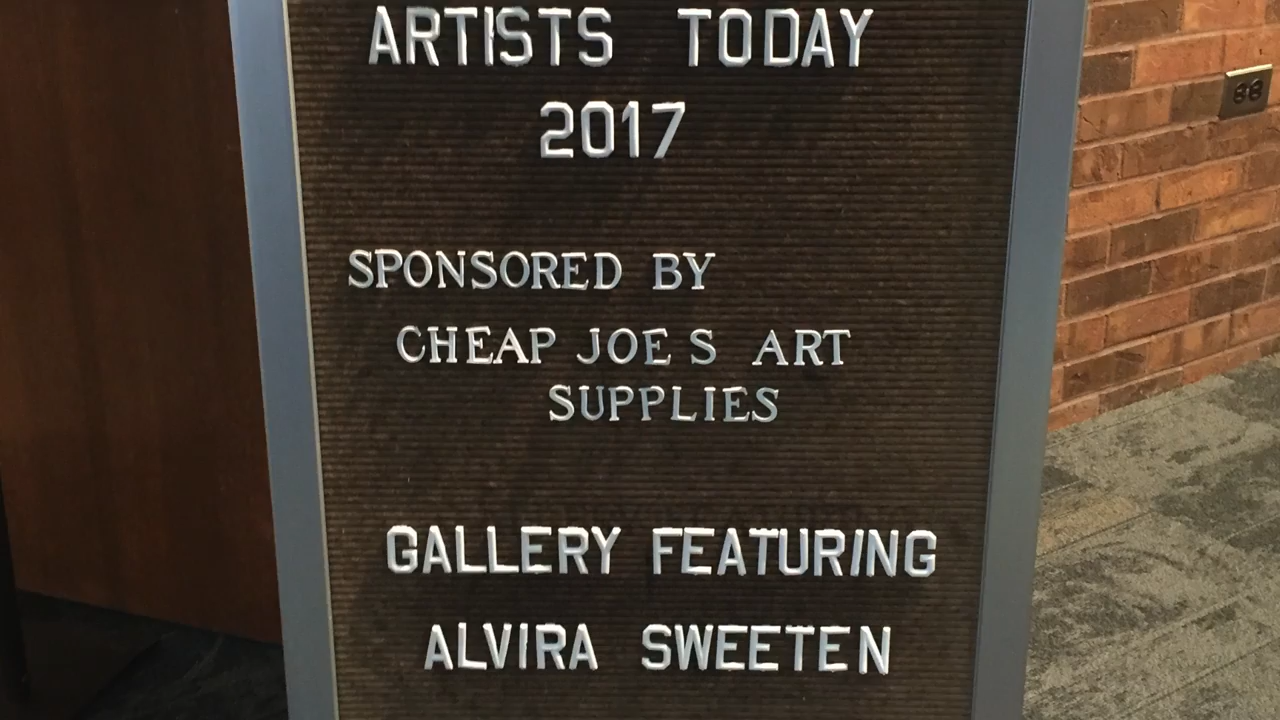 ARTISTS TODAY
2017
SPONSORED BY
CHEAP JOE S ART
SUPPLIES
GALLERY FEATURING
ALVIRA SWEETEN